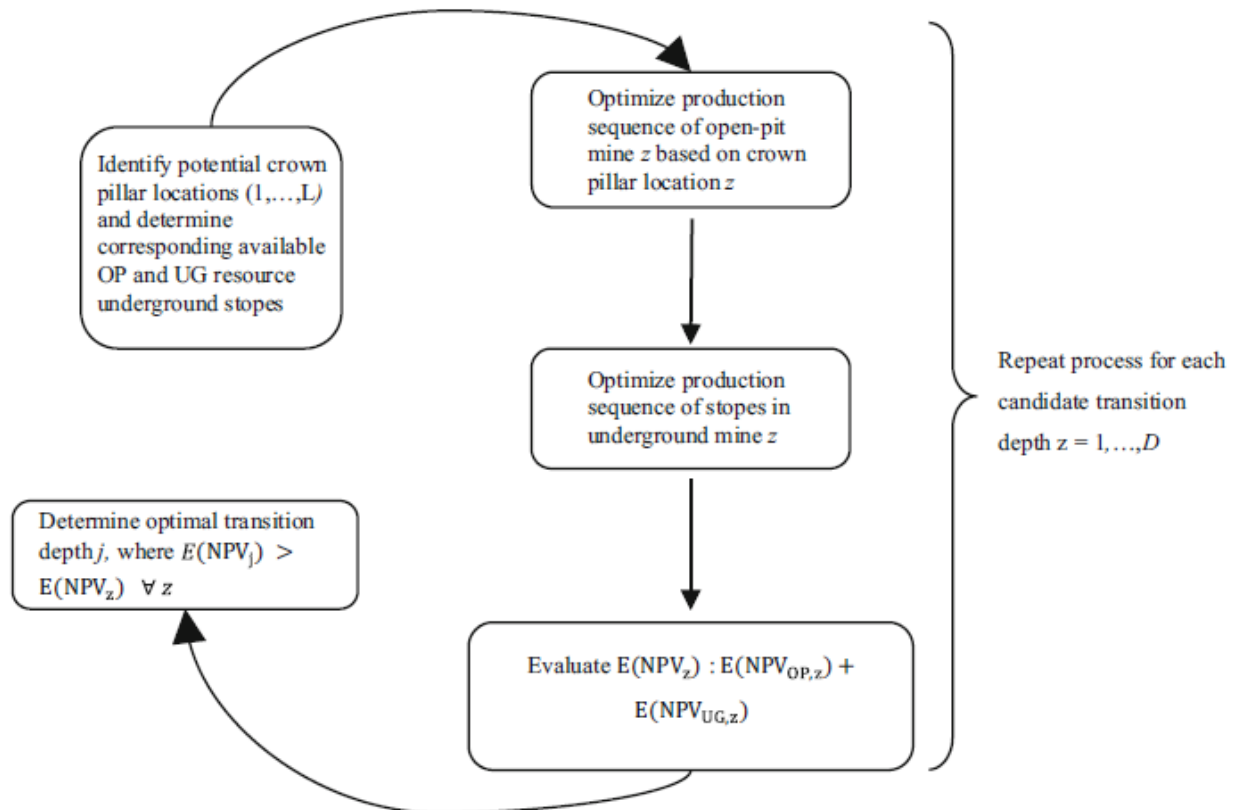 Identify potential crown
pillar locations (1,…,L)
and determine
corresponding available
OP and UG resource
underground stopes
Optimize production
sequence of open-pit
mine z based on crown
pillar location z
Optimize production
sequence of stopes in
underground mine z
Evaluate E(NPV_z) : E(NPV_OP,z) +
E(NPV_UG,z)
Repeat process for each
candidate transition
depth z = 1,…,D
Determine optimal transition
depth j, where E(NPV_j) >
E(NPV_z) ∀ z